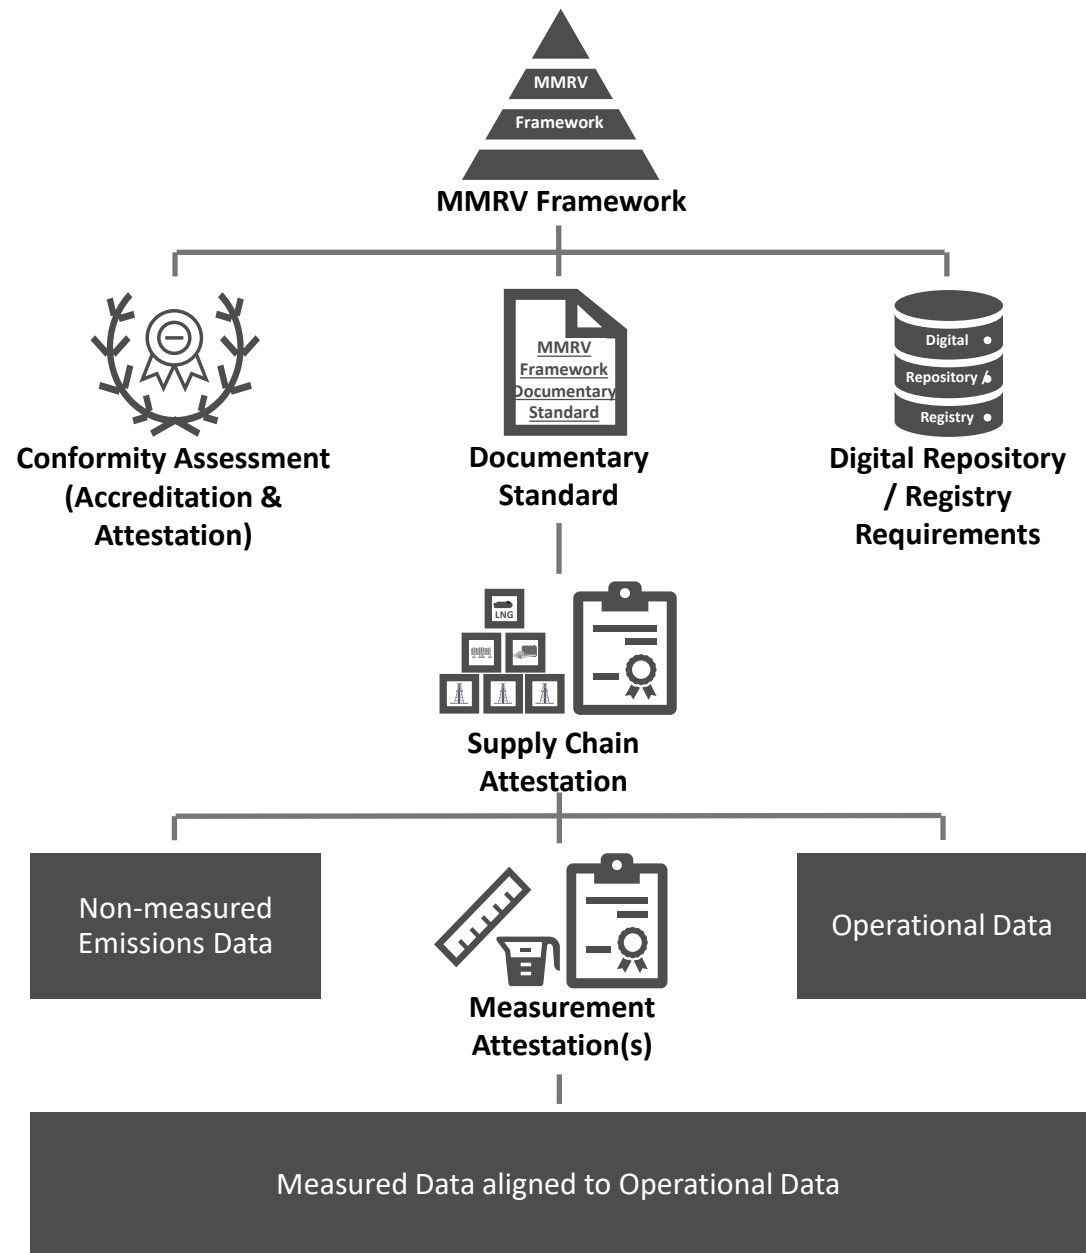 MMRV
Framework
MMRV Framework
MMRV
Framework
Documentary
Standard
Digital
Repository /
Registry
Conformity Assessment
(Accreditation &
Attestation)
Documentary
Standard
Digital Repository
/ Registry
Requirements
LNG
Supply Chain
Attestation
Non-measured
Emissions Data
Operational Data
Measurement
Attestation(s)
Measured Data aligned to Operational Data